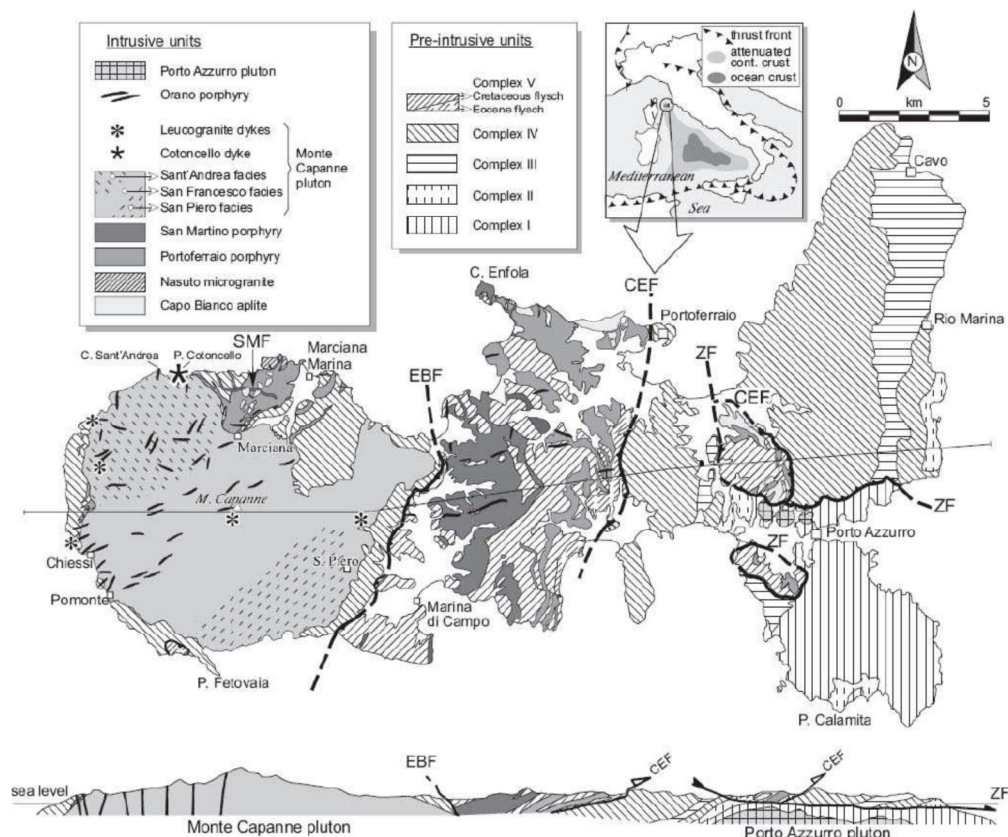 Intrusive units
Porto Azzurro pluton
Orano porphyry
Leucogranite dykes
Cotoncello dyke
Sant'Andrea facies
San Francesco facies
San Piero facies
Monte
Capanne
pluton
San Martino porphyry
Portoferraio porphyry
Nasuto microgranite
Capo Bianco aplite
Pre-intrusive units
Complex V
Cretaceous flysch
Eocene flysch
Complex IV
Complex III
Complex II
Complex I
thrust front
attenuated
cont. crust
ocean crust
Mediterranean
Sea
N
0 km 5
Cavo
C. Enfola
CEF
Portoferraio
Rio Marina
C. Sant'Andrea
P. Cotoncello
SMF
Marciana
Marina
EBF
ZF
CEF
Marciana
M. Capanne
ZF
Porto Azzurro
Chiessi
S. Piero
ZF
Pomonte
Marina
di Campo
P. Fetovaia
P. Calamita
EBF
CEF
CEF
sea level
ZF
Monte Capanne pluton
Porto Azzurro pluton